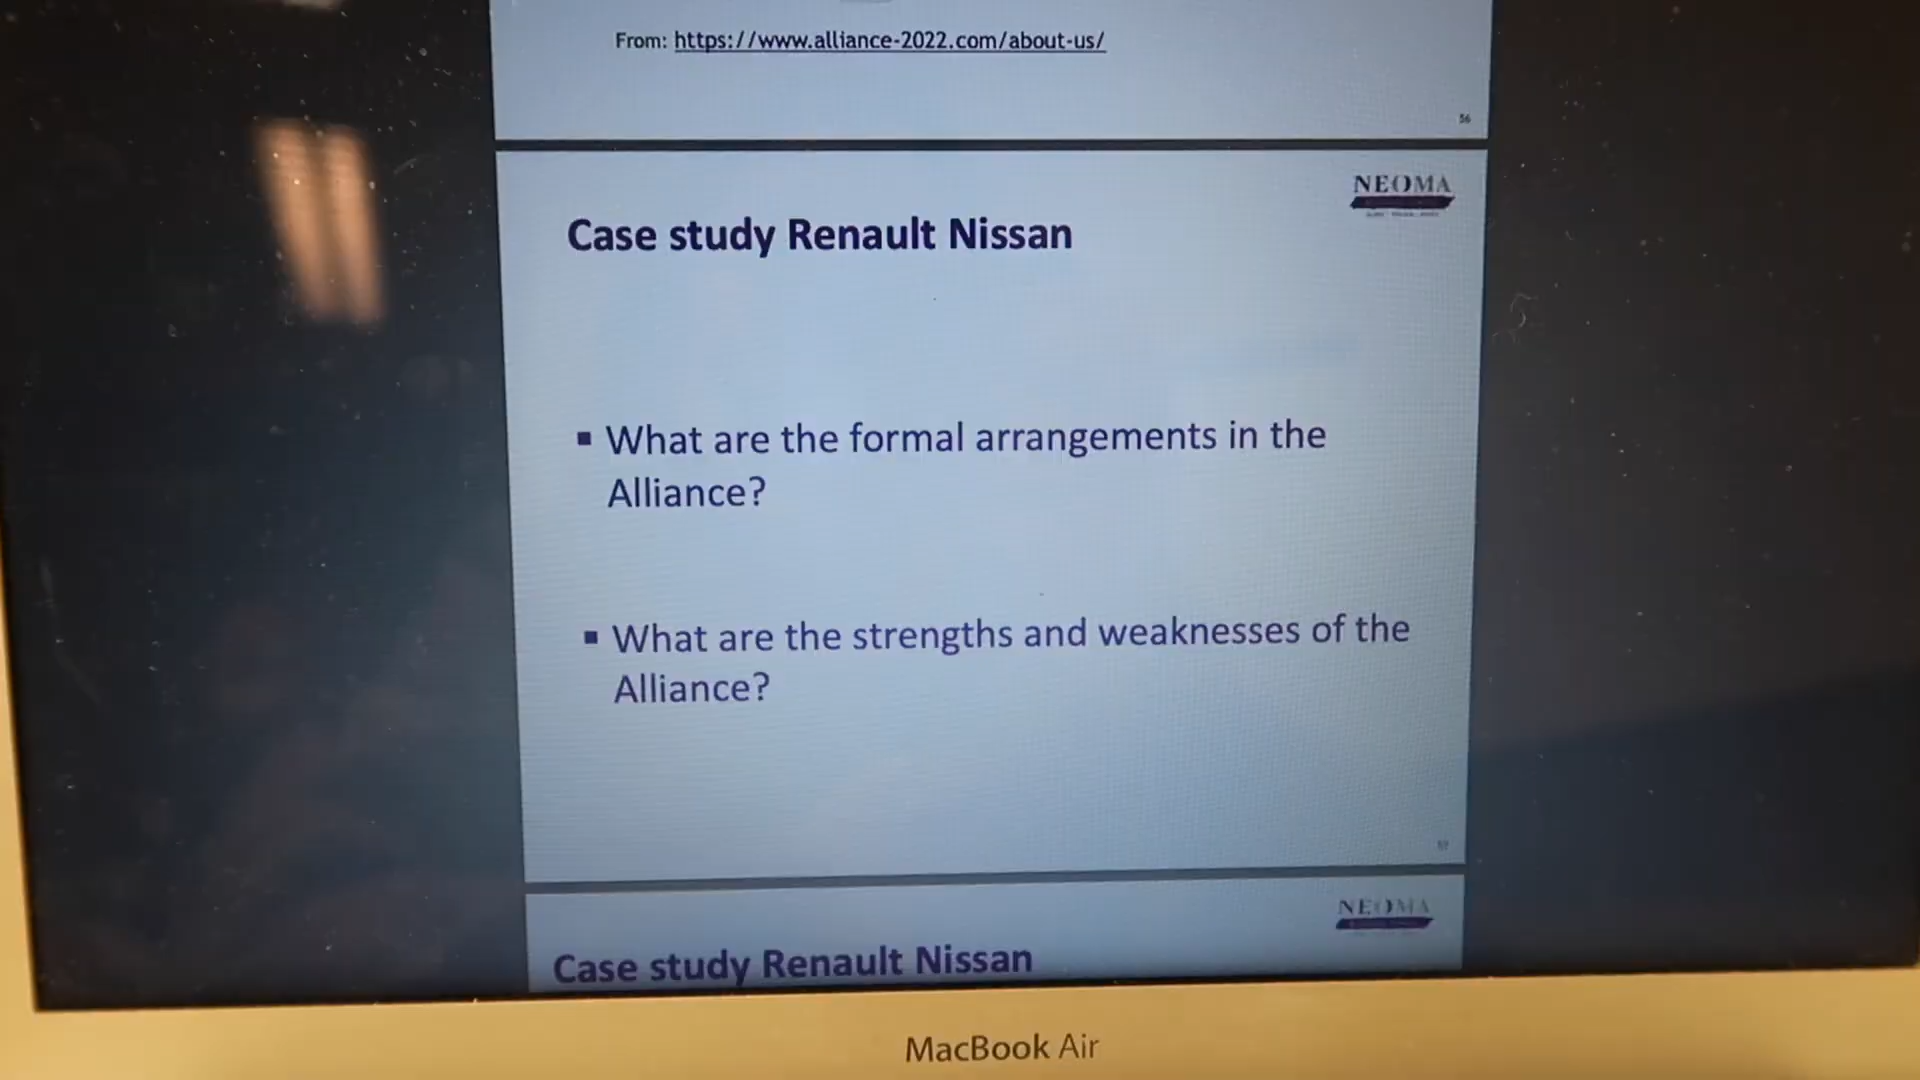 From: https://www.alliance-2022.com/about-us/
56
NEOMA
Case study Renault Nissan
▪ What are the formal arrangements in the
Alliance?
▪ What are the strengths and weaknesses of the
Alliance?
NEOMA
Case study Renault Nissan
MacBook Air